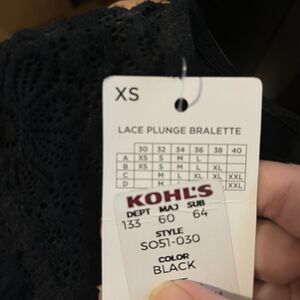 XS
LACE PLUNGE BRALETTE
30 32 34 36 38 40
A XS S M L
B XS S M L XL
C M L XL XL XXL
D M L XXL
KOHL'S
DEPT MAJ SUB
133 60 64
STYLE
SO51-030
COLOR
BLACK